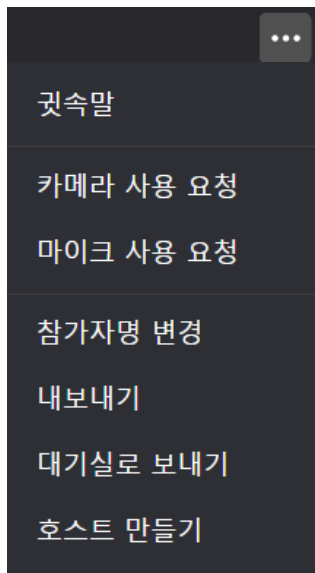 귓속말
카메라 사용 요청
마이크 사용 요청
참가자명 변경
내보내기
대기실로 보내기
호스트 만들기